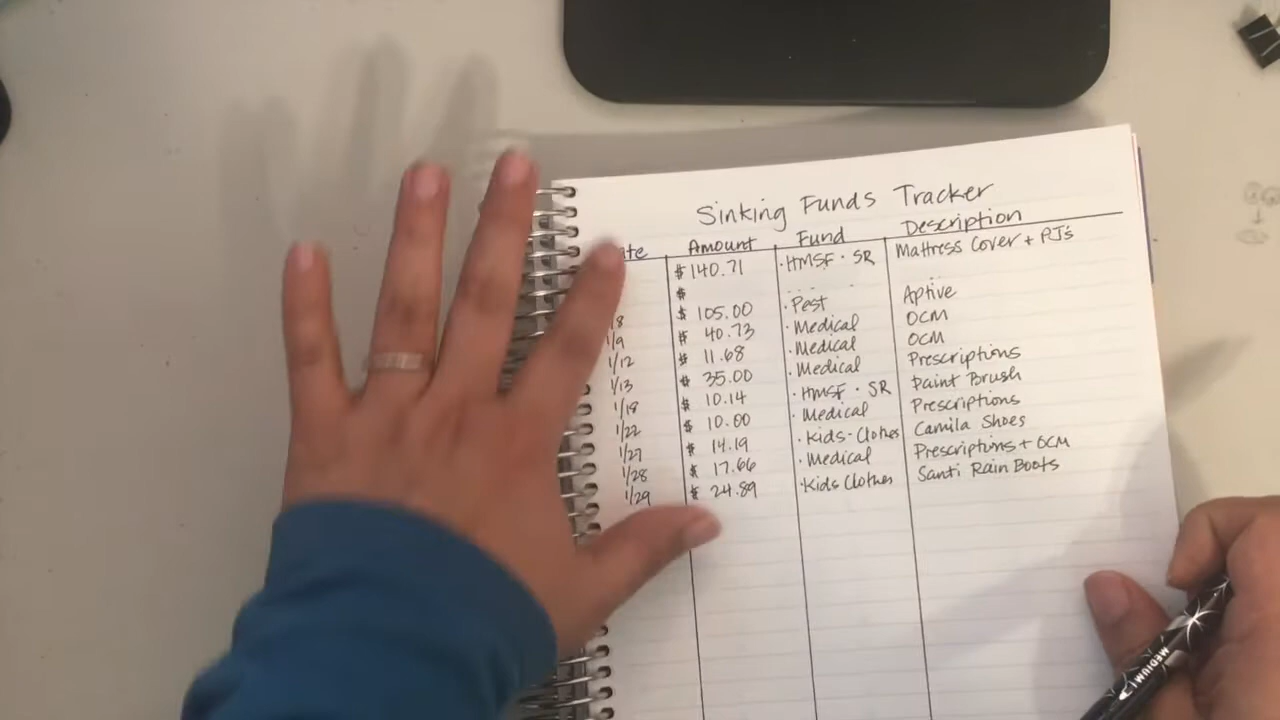 Sinking Funds Tracker
Amount Fund Description
$ 140.71 · HMSF · SR Mattress Cover + PJ's
$
$ 105.00 · Pest Aptive
1/8 $ 40.73 · Medical OCM
1/9 $ 11.68 · Medical OCM
1/12 $ 35.00 · Medical Prescriptions
1/13 $ 10.14 · HMSF · SR Paint Brush
1/18 $ 10.00 · Medical Prescriptions
1/22 $ 14.19 · Kids-Clothes Camila Shoes
1/27 $ 17.66 · Medical Prescriptions + OCM
1/28 $ 24.89 · Kids Clothes Santi Rain Boots
1/29
MEDIUM